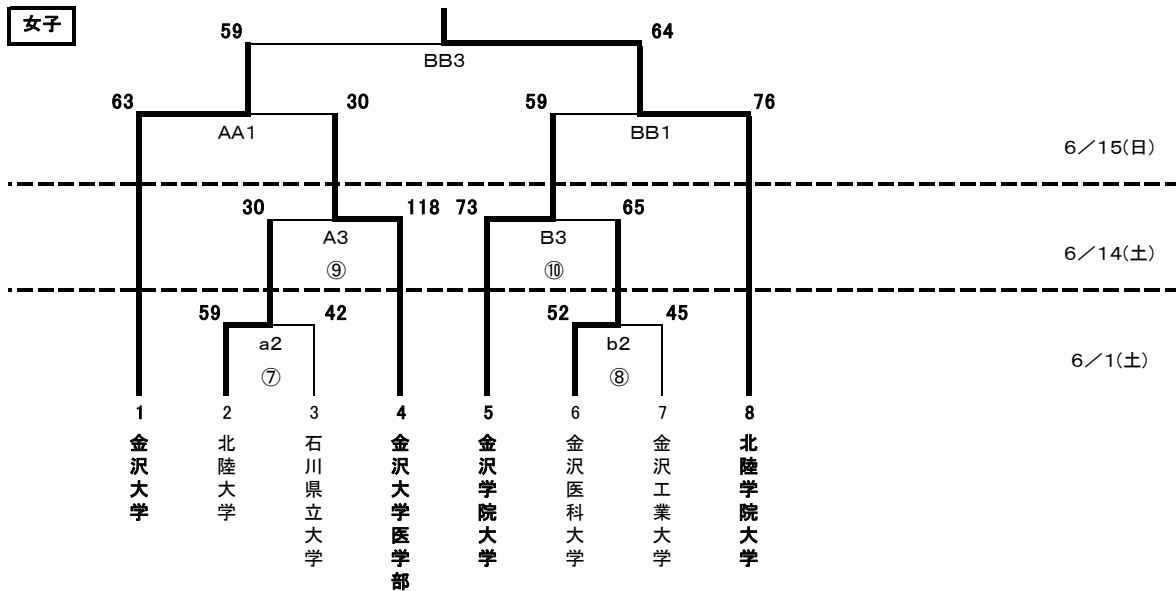 女子
59
64
BB3
63
30
59
76
AA1
BB1
6／15(日)
30
118
73
65
A3
B3
6／14(土)
⑨
⑩
59
42
52
45
a2
b2
6／1(土)
⑦
⑧
1
2
3
4
5
6
7
8
金沢大学
北陸大学
石川県立大学
金沢大学医学部
金沢学院大学
金沢医科大学
金沢工業大学
北陸学院大学